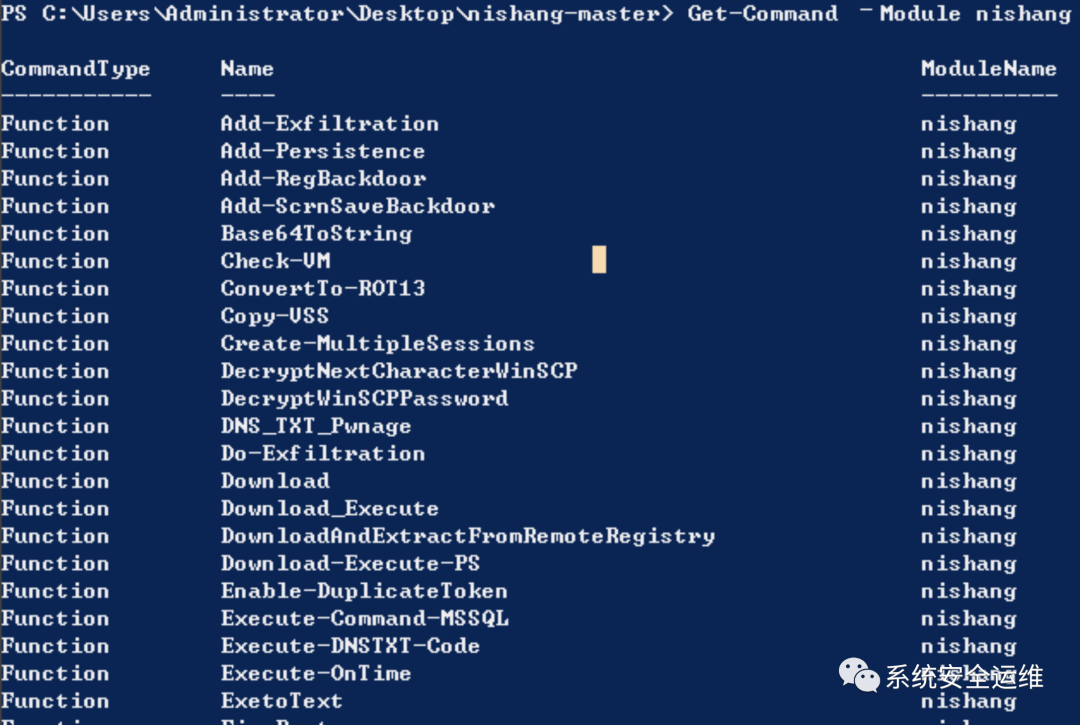 PS C:\Users\Administrator\Desktop\nishang-master> Get-Command -Module nishang
CommandType Name ModuleName
----------- ---- ----------
Function Add-Exfiltration nishang
Function Add-Persistence nishang
Function Add-RegBackdoor nishang
Function Add-ScrnSaveBackdoor nishang
Function Base64ToString nishang
Function Check-VM nishang
Function ConvertTo-ROT13 nishang
Function Copy-VSS nishang
Function Create-MultipleSessions nishang
Function DecryptNextCharacterWinSCP nishang
Function DecryptWinSCPPassword nishang
Function DNS_TXT_Pwnage nishang
Function Do-Exfiltration nishang
Function Download nishang
Function Download_Execute nishang
Function DownloadAndExtractFromRemoteRegistry nishang
Function Download-Execute-PS nishang
Function Enable-DuplicateToken nishang
Function Execute-Command-MSSQL nishang
Function Execute-DNSTXT-Code nishang
Function Execute-OnTime nishang
系统安全运维
Function ExetoText nishang